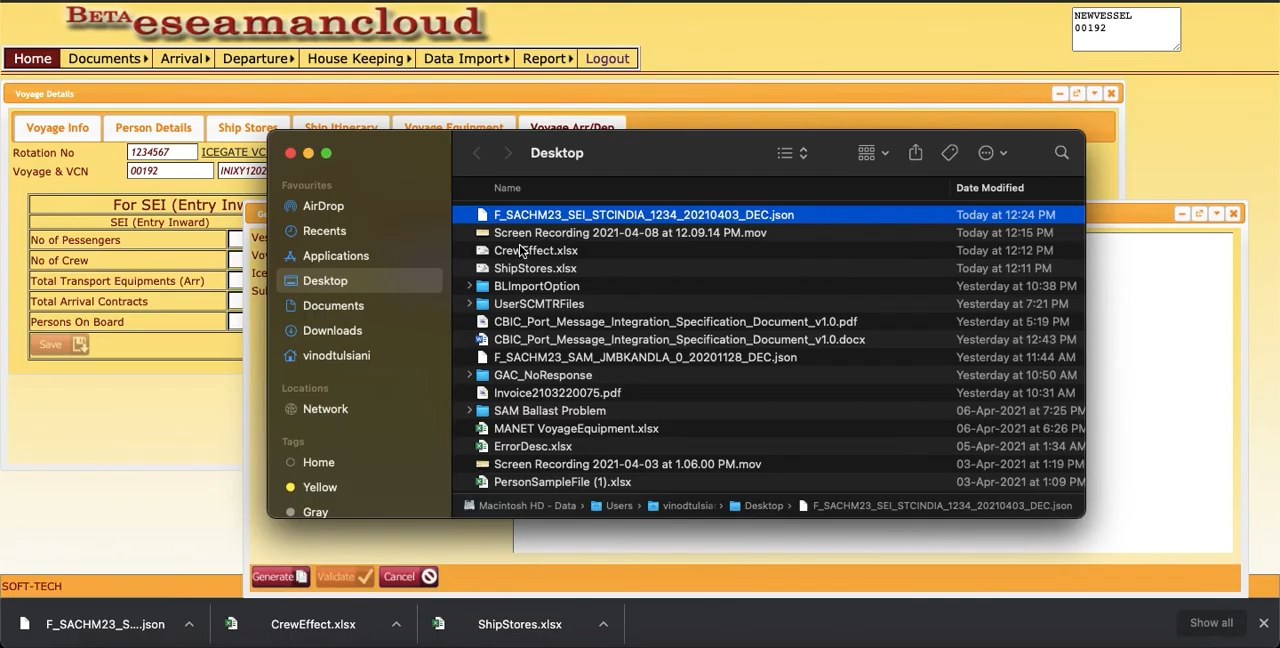 BETA eseamancloud
NEWVESSEL
00192
Home Documents Arrival Departure House Keeping Data Import Report Logout
Voyage Details
Voyage Info Person Details Ship Stores Ship Itinerary Voyage Equipment Voyage Arr/Dep
Rotation No 1234567 ICEGATE VC
Voyage & VCN 00192 INIXY1202
For SEI (Entry Inw
SEI (Entry Inward)
No of Pessengers
No of Crew
Total Transport Equipments (Arr)
Total Arrival Contracts
Persons On Board
Save
Desktop
Favourites
AirDrop
Recents
Applications
Desktop
Documents
Downloads
vinodtulsiani
Locations
Network
Tags
Home
Yellow
Gray
Name Date Modified
F_SACHM23_SEI_STCINDIA_1234_20210403_DEC.json Today at 12:24 PM
Screen Recording 2021-04-08 at 12.09.14 PM.mov Today at 12:15 PM
CrewEffect.xlsx Today at 12:12 PM
ShipStores.xlsx Today at 12:11 PM
BLImportOption Yesterday at 10:38 PM
UserSCMTRFiles Yesterday at 7:21 PM
CBIC_Port_Message_Integration_Specification_Document_v1.0.pdf Yesterday at 5:19 PM
CBIC_Port_Message_Integration_Specification_Document_v1.0.docx Yesterday at 12:43 PM
F_SACHM23_SAM_JMBKANDLA_0_20201128_DEC.json Yesterday at 11:44 AM
GAC_NoResponse Yesterday at 10:50 AM
Invoice2103220075.pdf Yesterday at 10:31 AM
SAM Ballast Problem 06-Apr-2021 at 7:25 PM
MANET VoyageEquipment.xlsx 06-Apr-2021 at 6:26 PM
ErrorDesc.xlsx 05-Apr-2021 at 1:34 AM
Screen Recording 2021-04-03 at 1.06.00 PM.mov 03-Apr-2021 at 1:19 PM
PersonSampleFile (1).xlsx 03-Apr-2021 at 1:09 PM
Macintosh HD - Data › Users › vinodtulsia › Desktop › F_SACHM23_SEI_STCINDIA_1234_20210403_DEC.json
Generate Validate Cancel
SOFT-TECH
F_SACHM23_S....json CrewEffect.xlsx ShipStores.xlsx Show all